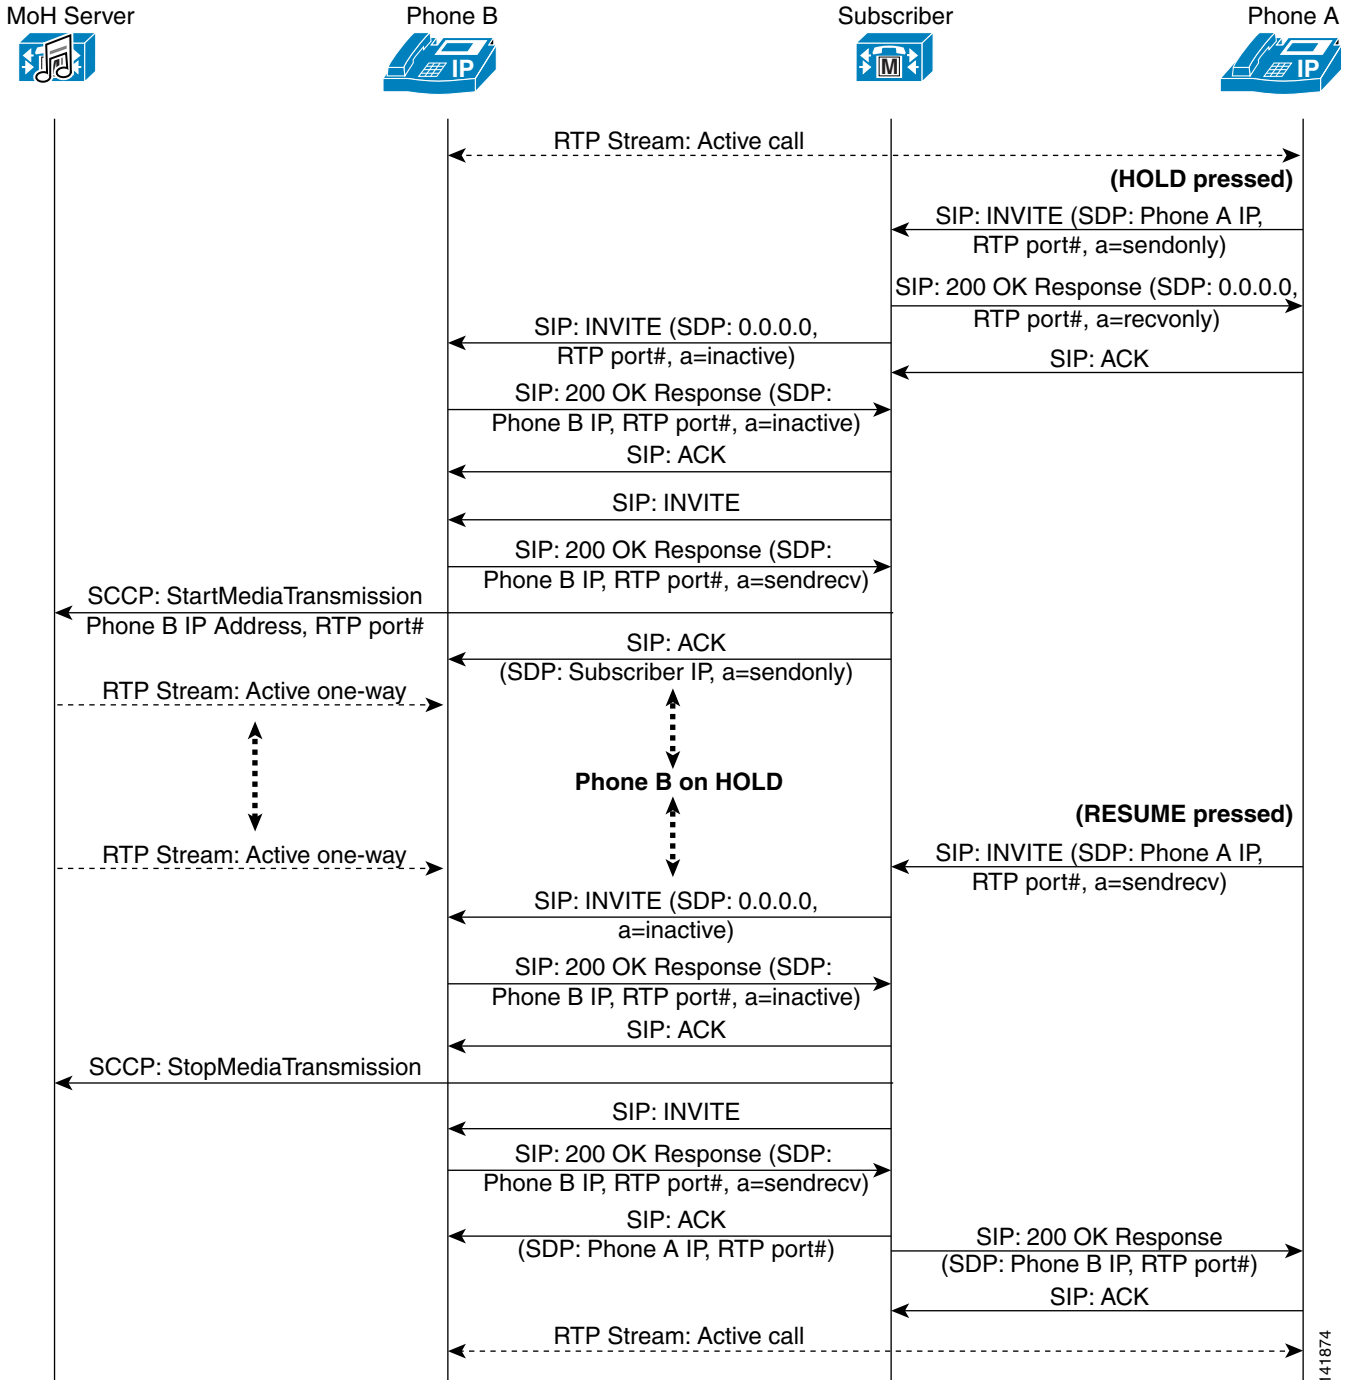 MoH Server
Phone B
Subscriber
Phone A
IP
M
IP
RTP Stream: Active call
(HOLD pressed)
SIP: INVITE (SDP: Phone A IP,
RTP port#, a=sendonly)
SIP: 200 OK Response (SDP: 0.0.0.0,
RTP port#, a=recvonly)
SIP: INVITE (SDP: 0.0.0.0,
RTP port#, a=inactive)
SIP: ACK
SIP: 200 OK Response (SDP:
Phone B IP, RTP port#, a=inactive)
SIP: ACK
SIP: INVITE
SIP: 200 OK Response (SDP:
Phone B IP, RTP port#, a=sendrecv)
SCCP: StartMediaTransmission
Phone B IP Address, RTP port#
SIP: ACK
(SDP: Subscriber IP, a=sendonly)
RTP Stream: Active one-way
Phone B on HOLD
(RESUME pressed)
RTP Stream: Active one-way
SIP: INVITE (SDP: Phone A IP,
RTP port#, a=sendrecv)
SIP: INVITE (SDP: 0.0.0.0,
a=inactive)
SIP: 200 OK Response (SDP:
Phone B IP, RTP port#, a=inactive)
SIP: ACK
SCCP: StopMediaTransmission
SIP: INVITE
SIP: 200 OK Response (SDP:
Phone B IP, RTP port#, a=sendrecv)
SIP: ACK
(SDP: Phone A IP, RTP port#)
SIP: 200 OK Response
(SDP: Phone B IP, RTP port#)
SIP: ACK
RTP Stream: Active call
141874